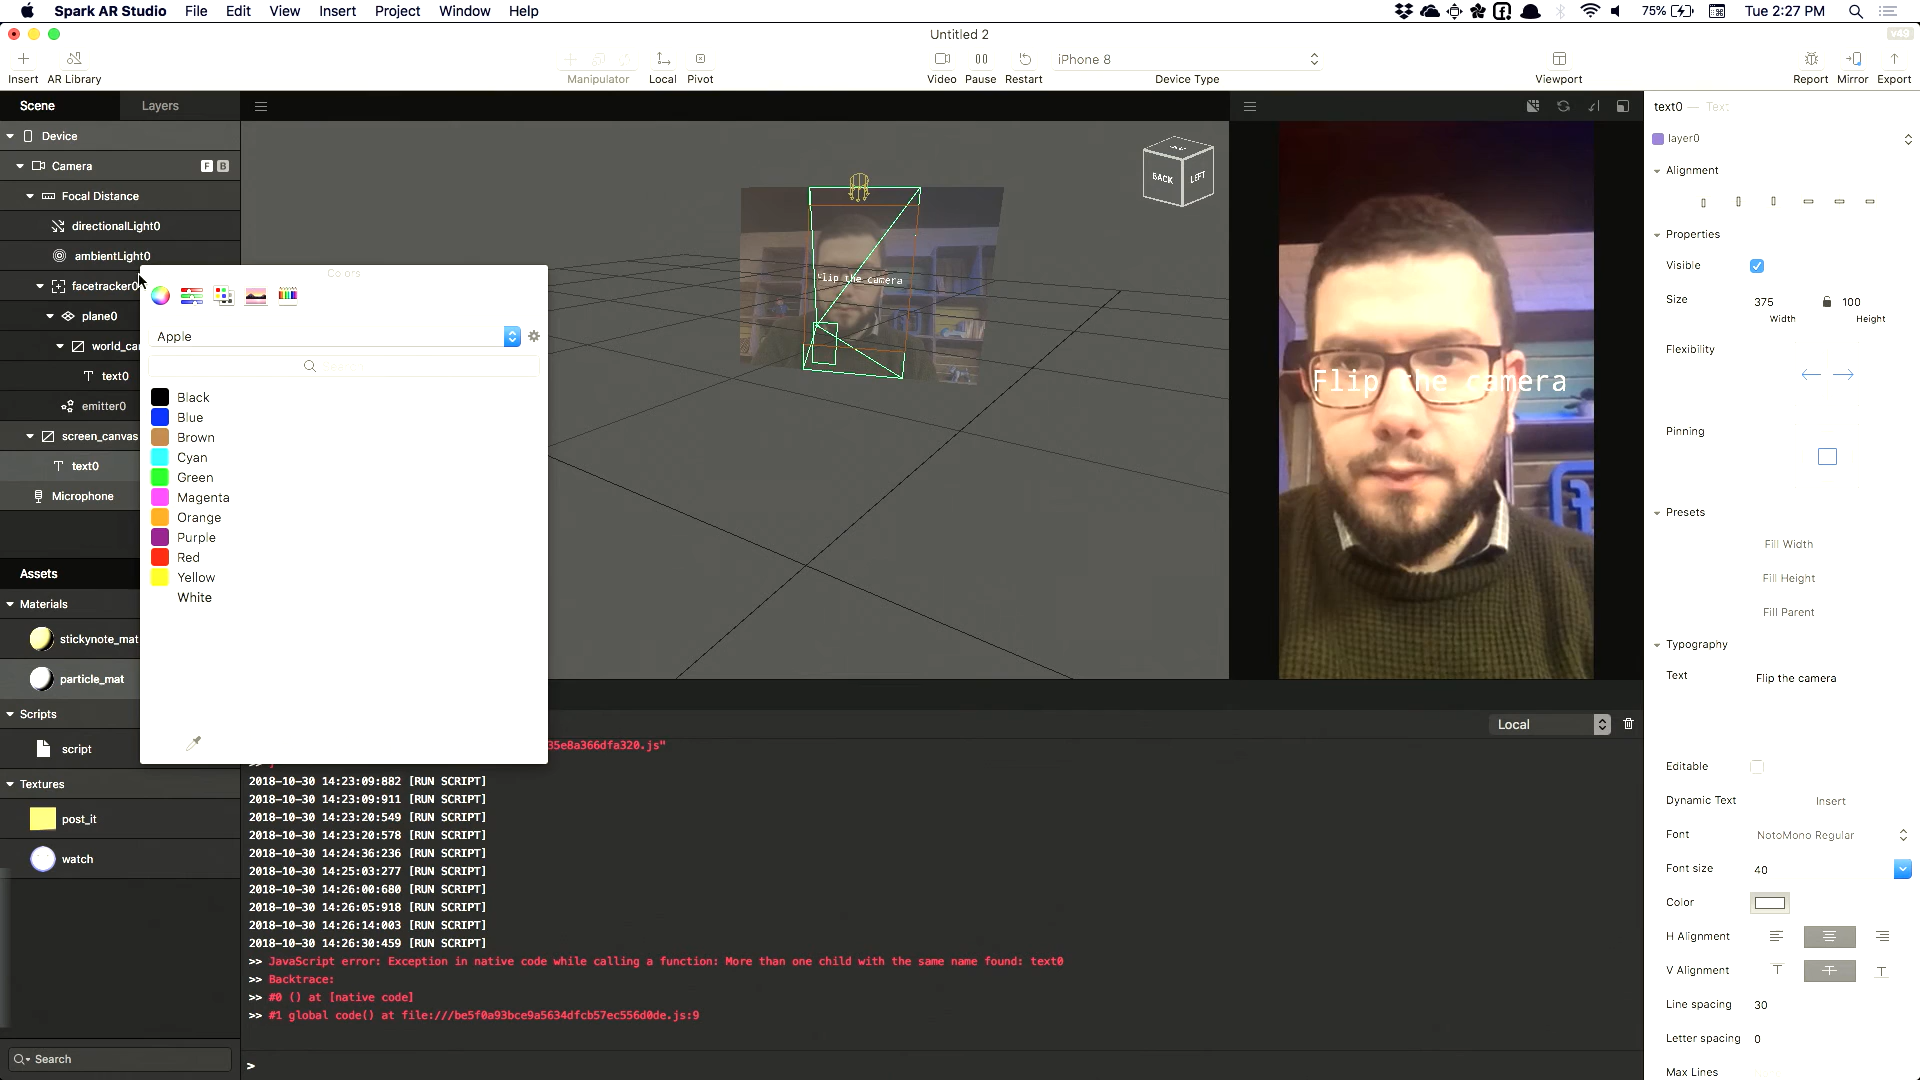 Spark AR Studio File Edit View Insert Project Window Help
75% Tue 2:27 PM
Untitled 2
v49
Insert AR Library
Manipulator Local Pivot
Video Pause Restart
iPhone 8
Device Type
Viewport
Report Mirror Export
Scene Layers
Device
Camera F B
Focal Distance
directionalLight0
ambientLight0
facetracker0
plane0
world_ca
text0
emitter0
screen_canvas
text0
Microphone
Assets
Materials
stickynote_mat
particle_mat
Scripts
script
Textures
post_it
watch
Search
Colors
Apple
Search
Black
Blue
Brown
Cyan
Green
Magenta
Orange
Purple
Red
Yellow
White
BACK LEFT
Flip the camera
Flip the camera
Local
35e8a366dfa320.js"
2018-10-30 14:23:09:882 [RUN SCRIPT]
2018-10-30 14:23:09:911 [RUN SCRIPT]
2018-10-30 14:23:20:549 [RUN SCRIPT]
2018-10-30 14:23:20:578 [RUN SCRIPT]
2018-10-30 14:24:36:236 [RUN SCRIPT]
2018-10-30 14:25:03:277 [RUN SCRIPT]
2018-10-30 14:26:00:680 [RUN SCRIPT]
2018-10-30 14:26:05:918 [RUN SCRIPT]
2018-10-30 14:26:14:003 [RUN SCRIPT]
2018-10-30 14:26:30:459 [RUN SCRIPT]
>> JavaScript error: Exception in native code while calling a function: More than one child with the same name found: text0
>> Backtrace:
>> #0 () at [native code]
>> #1 global code() at file:///be5f0a93bce9a5634dfcb57ec556d0de.js:9
>
text0 — Text
layer0
Alignment
Properties
Visible
Size 375 100
Width Height
Flexibility
Pinning
Presets
Fill Width
Fill Height
Fill Parent
Typography
Text Flip the camera
Editable
Dynamic Text Insert
Font NotoMono Regular
Font size 40
Color
H Alignment
V Alignment
Line spacing 30
Letter spacing 0
Max Lines